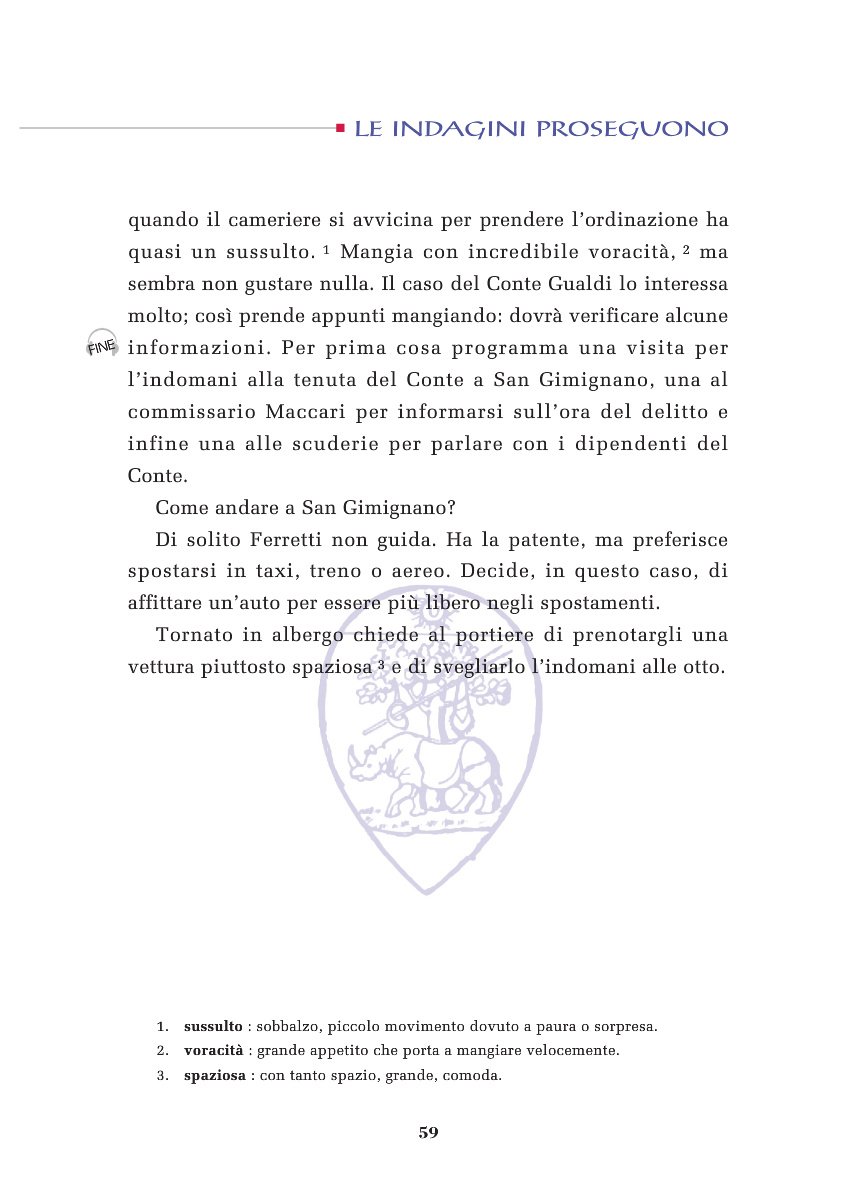 LE INDAGINI PROSEGUONO
quando il cameriere si avvicina per prendere l’ordinazione ha
quasi un sussulto. ¹ Mangia con incredibile voracità, ² ma
sembra non gustare nulla. Il caso del Conte Gualdi lo interessa
molto; così prende appunti mangiando: dovrà verificare alcune
FINE
informazioni. Per prima cosa programma una visita per
l’indomani alla tenuta del Conte a San Gimignano, una al
commissario Maccari per informarsi sull’ora del delitto e
infine una alle scuderie per parlare con i dipendenti del
Conte.
Come andare a San Gimignano?
Di solito Ferretti non guida. Ha la patente, ma preferisce
spostarsi in taxi, treno o aereo. Decide, in questo caso, di
affittare un’auto per essere più libero negli spostamenti.
Tornato in albergo chiede al portiere di prenotargli una
vettura piuttosto spaziosa ³ e di svegliarlo l’indomani alle otto.
1. sussulto : sobbalzo, piccolo movimento dovuto a paura o sorpresa.
2. voracità : grande appetito che porta a mangiare velocemente.
3. spaziosa : con tanto spazio, grande, comoda.
59